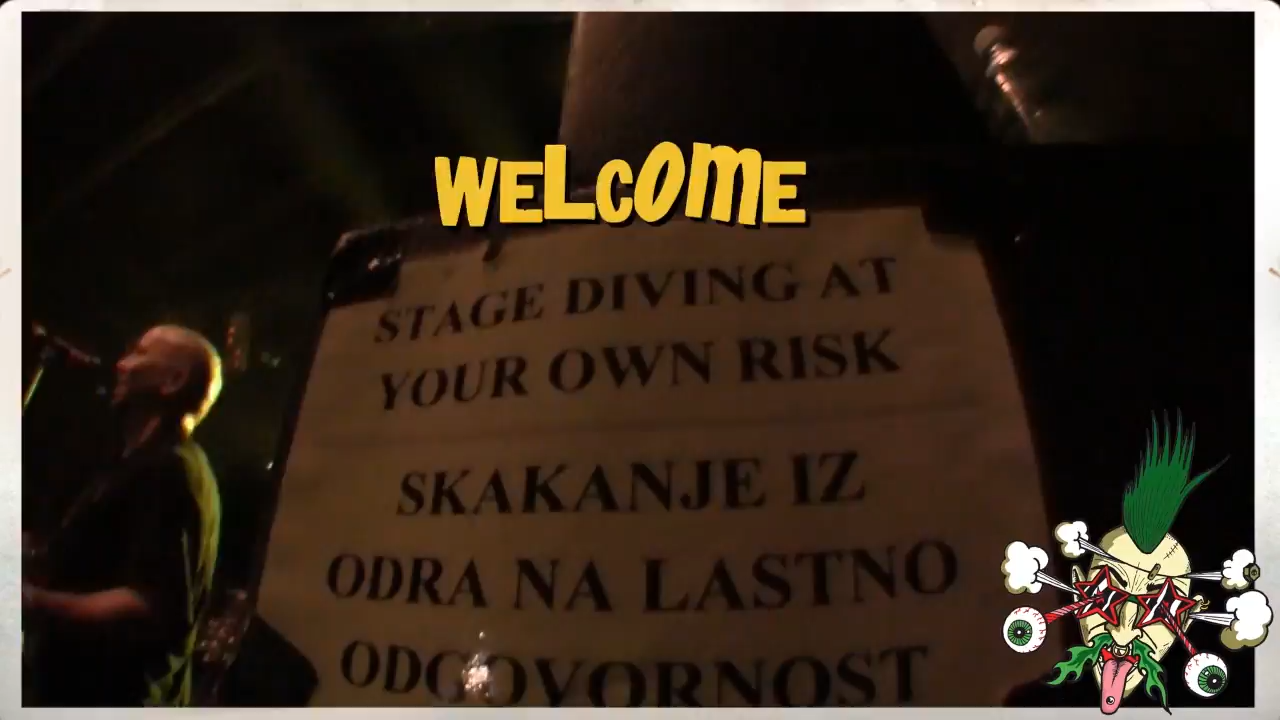 WELCOME
STAGE DIVING AT
YOUR OWN RISK
SKAKANJE IZ
ODRA NA LASTNO
ODGOVORNOST